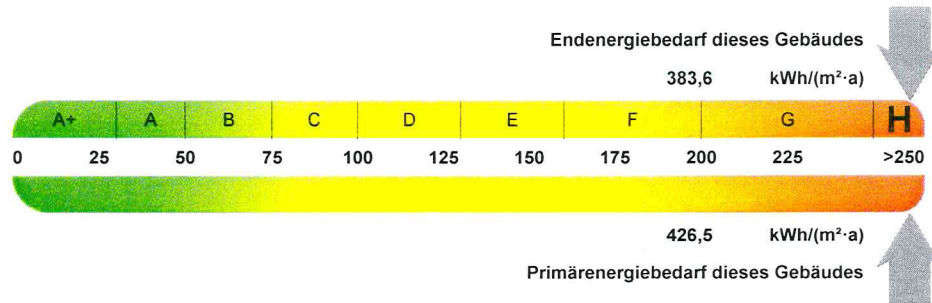 Endenergiebedarf dieses Gebäudes
383,6 kWh/(m²·a)
A+ A B C D E F G H
0 25 50 75 100 125 150 175 200 225 >250
426,5 kWh/(m²·a)
Primärenergiebedarf dieses Gebäudes